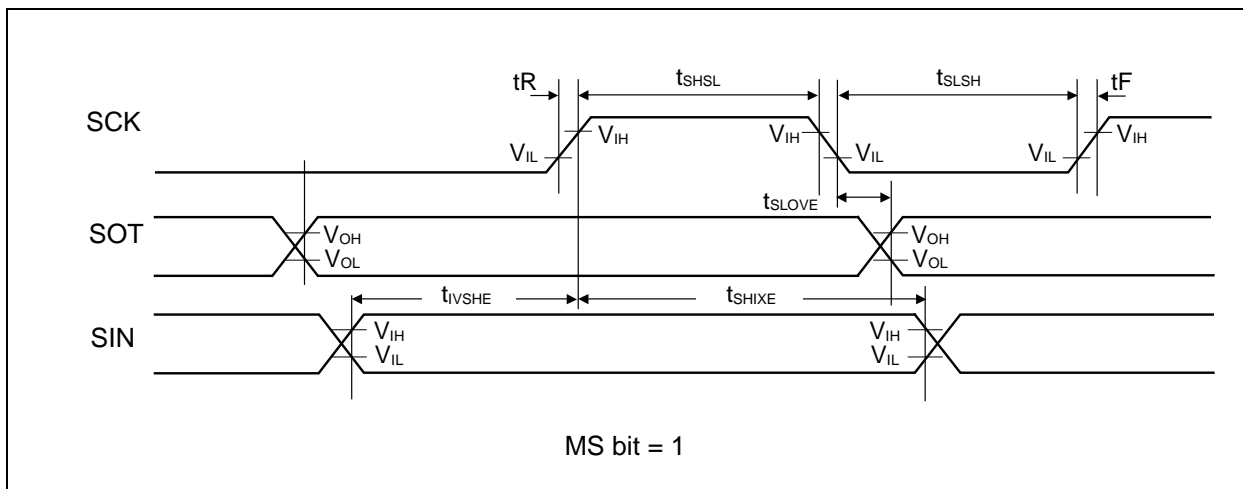 tR tSHSL tSLSH tF
SCK
VIH VIH VIH
VIL VIL VIL
tSLOVE
SOT
VOH VOH
VOL VOL
tIVSHE tSHIXE
SIN
VIH VIH
VIL VIL
MS bit = 1